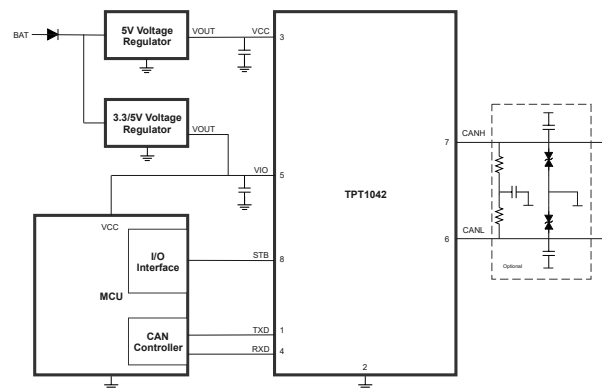 BAT
5V Voltage
Regulator
VOUT
VCC
3
3.3/5V Voltage
Regulator
VOUT
VIO
5
TPT1042
7
CANH
6
CANL
Optional
VCC
I/O
Interface
STB
8
MCU
CAN
Controller
TXD
1
RXD
4
2